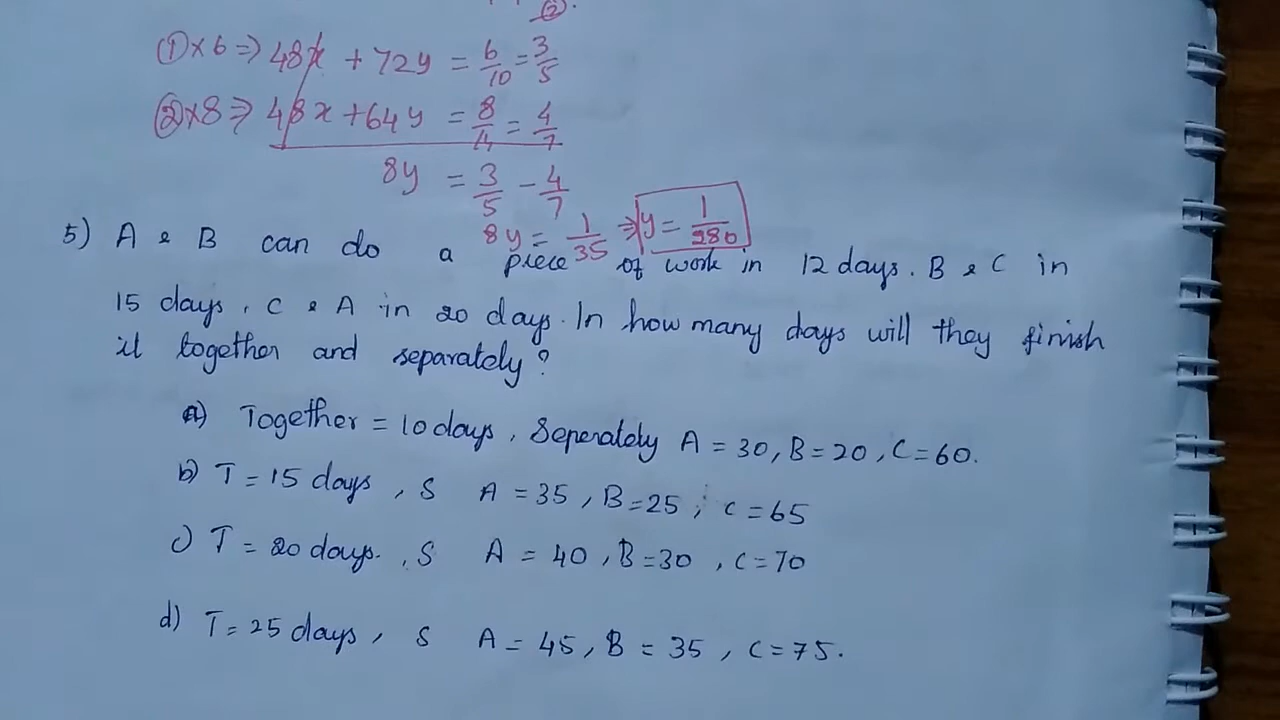 ②.
①×6 ⇒ 48x + 72y = 6/10 = 3/5
②×8 ⇒ 48x + 64y = 8/14 = 4/7
8y = 3/5 - 4/7
8y = 1/35 ⇒ y = 1/280
5) A & B can do a piece of work in 12 days. B & C in
15 days, C & A in 20 days. In how many days will they finish
it together and separately?
a) Together = 10 days, Seperately A = 30, B = 20, C = 60.
b) T = 15 days, S A = 35, B = 25, C = 65
c) T = 20 days., S A = 40, B = 30, C = 70
d) T = 25 days, S A = 45, B = 35, C = 75.